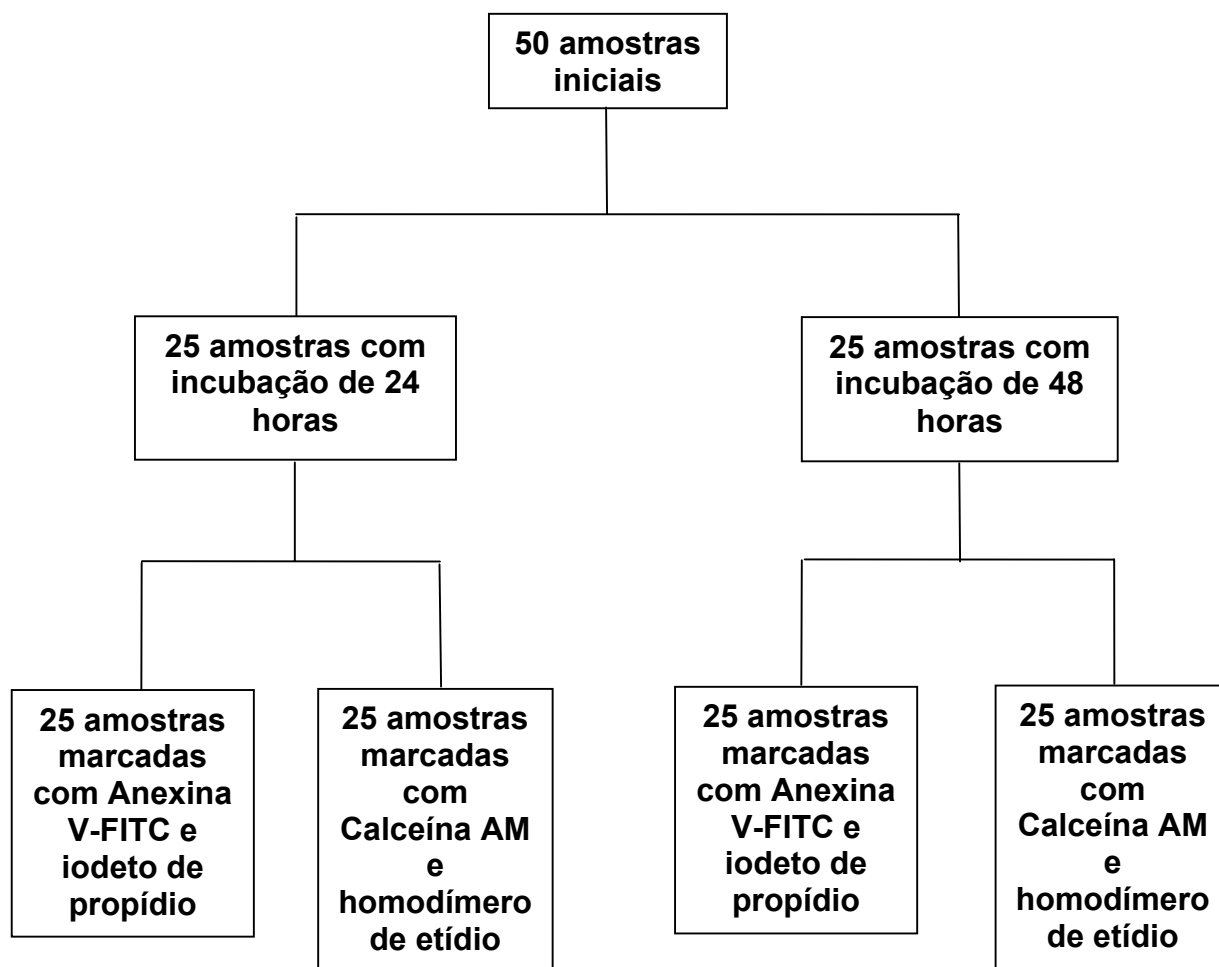 50 amostras
iniciais
25 amostras com
incubação de 24
horas
25 amostras com
incubação de 48
horas
25 amostras
marcadas
com Anexina
V-FITC e
iodeto de
propídio
25 amostras
marcadas
com
Calceína AM
e
homodímero
de etídio
25 amostras
marcadas
com Anexina
V-FITC e
iodeto de
propídio
25 amostras
marcadas
com
Calceína AM
e
homodímero
de etídio